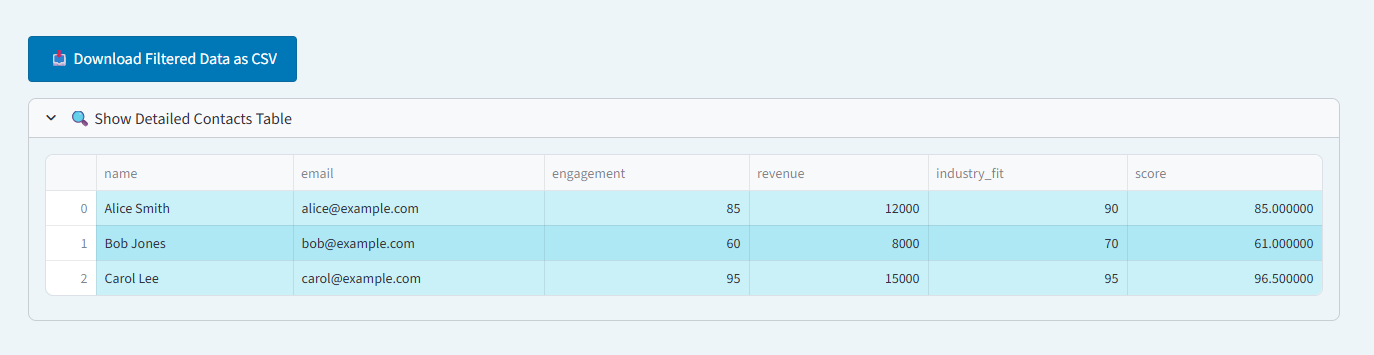 Download Filtered Data as CSV
Show Detailed Contacts Table
name email engagement revenue industry_fit score
0 Alice Smith alice@example.com 85 12000 90 85.000000
1 Bob Jones bob@example.com 60 8000 70 61.000000
2 Carol Lee carol@example.com 95 15000 95 96.500000